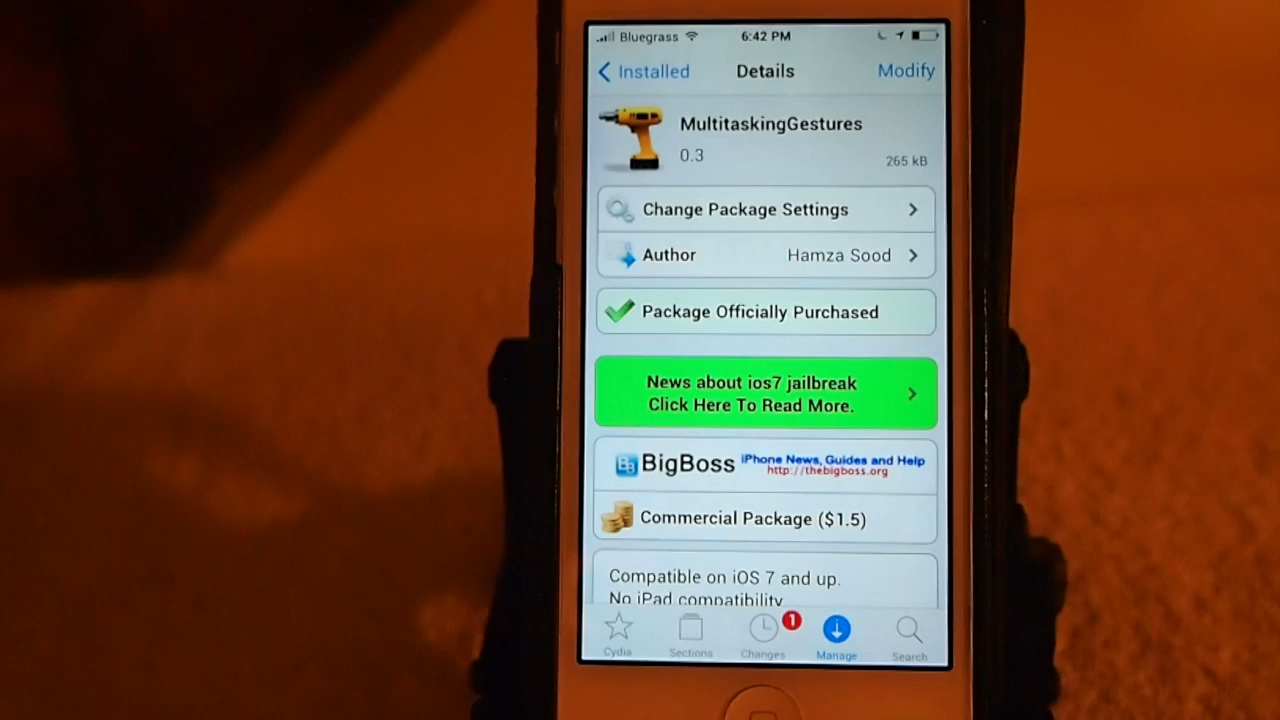 Bluegrass 6:42 PM
Installed Details Modify
MultitaskingGestures
0.3 265 kB
Change Package Settings
Author Hamza Sood
Package Officially Purchased
News about ios7 jailbreak
Click Here To Read More.
BigBoss iPhone News, Guides and Help
http://thebigboss.org
Commercial Package ($1.5)
Compatible on iOS 7 and up.
No iPad compatibility
1
Cydia Sections Changes Manage Search